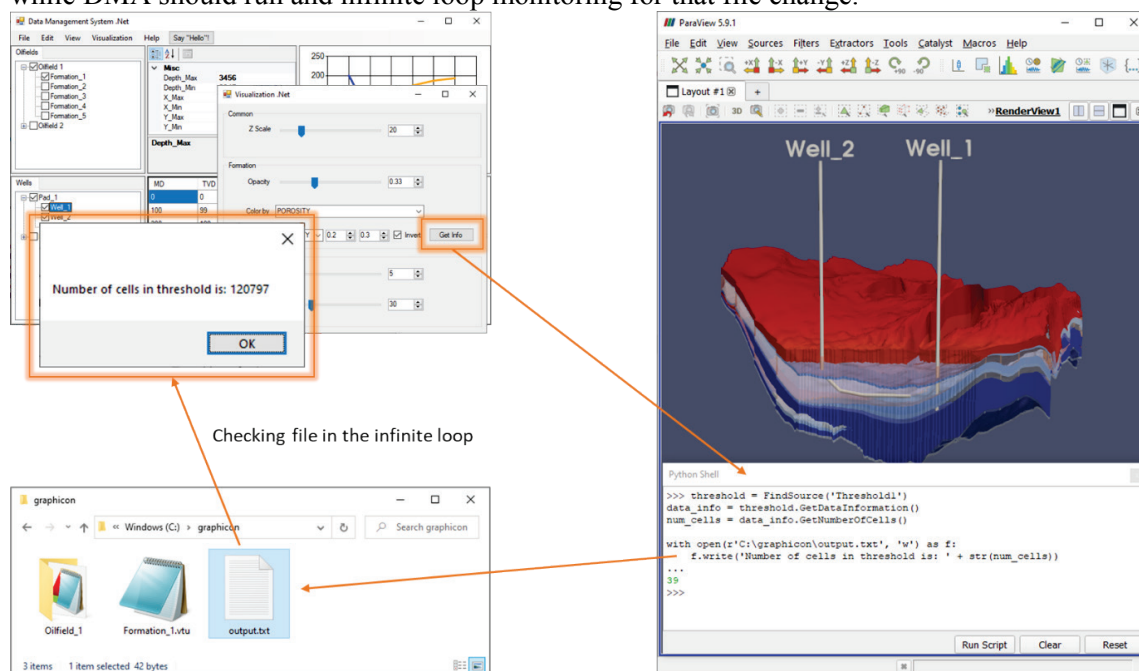 while DMA should run and infinite loop monitoring for that file change.
Data Management System .Net
File Edit View Visualization Help Say "Hello"!
Oilfields
Oilfield 1
Formation_1
Formation_2
Formation_3
Formation_4
Formation_5
Oilfield 2
Misc
Depth_Max 3456
Depth_Min
X_Max
X_Min
Y_Max
Y_Min
Depth_Max
250
200
Wells
Pad_1
Well_1
Well_2
MD TVD
0 0
100 99
Visualization .Net
Common
Z Scale 20
Formation
Opacity 0.33
Color by POROSITY
Y 0.2 0.3 Invert Get Info
5
30
Number of cells in threshold is: 120797
OK
Checking file in the infinite loop
graphicon
« Windows (C:) › graphicon Search graphicon
Oilfield_1 Formation_1.vtu output.txt
3 items 1 item selected 42 bytes
ParaView 5.9.1
File Edit View Sources Filters Extractors Tools Catalyst Macros Help
+X -X +Y -Y +Z -Z 90 90
Layout #1 +
3D » RenderView1
Well_2 Well_1
Python Shell
>>> threshold = FindSource('Threshold1')
data_info = threshold.GetDataInformation()
num_cells = data_info.GetNumberOfCells()
with open(r'C:\graphicon\output.txt', 'w') as f:
f.write('Number of cells in threshold is: ' + str(num_cells))
...
39
>>>
Run Script Clear Reset